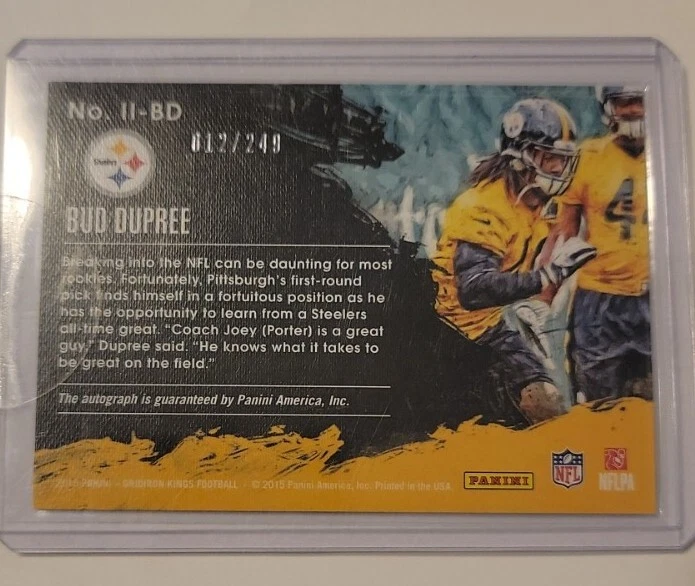 No. II-BD
012/249
Steelers
BUD DUPREE
Breaking into the NFL can be daunting for most
rookies. Fortunately, Pittsburgh's first-round
pick finds himself in a fortuitous position as he
has the opportunity to learn from a Steelers
all-time great. "Coach Joey (Porter) is a great
guy," Dupree said. "He knows what it takes to
be great on the field."
The autograph is guaranteed by Panini America, Inc.
2015 PANINI - GRIDIRON KINGS FOOTBALL - © 2015 Panini America, Inc. Printed in the USA.
PANINI
NFL
NFLPA
4